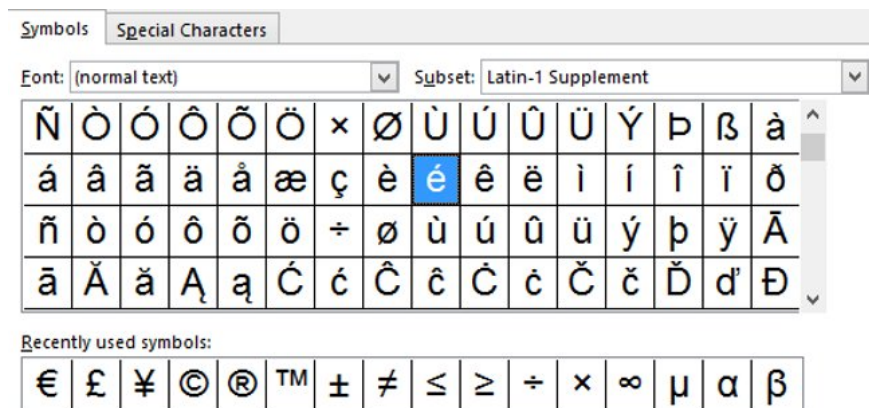 Symbols Special Characters
Font: (normal text) Subset: Latin-1 Supplement
Ñ Ò Ó Ô Õ Ö × Ø Ù Ú Û Ü Ý Þ ß à
á â ã ä å æ ç è é ê ë ì í î ï ð
ñ ò ó ô õ ö ÷ ø ù ú û ü ý þ ÿ Ā
ā Ă ă Ą ą Ć ć Ĉ ĉ Ċ ċ Č č Ď ď Đ
Recently used symbols:
€ £ ¥ © ® ™ ± ≠ ≤ ≥ ÷ × ∞ µ α β